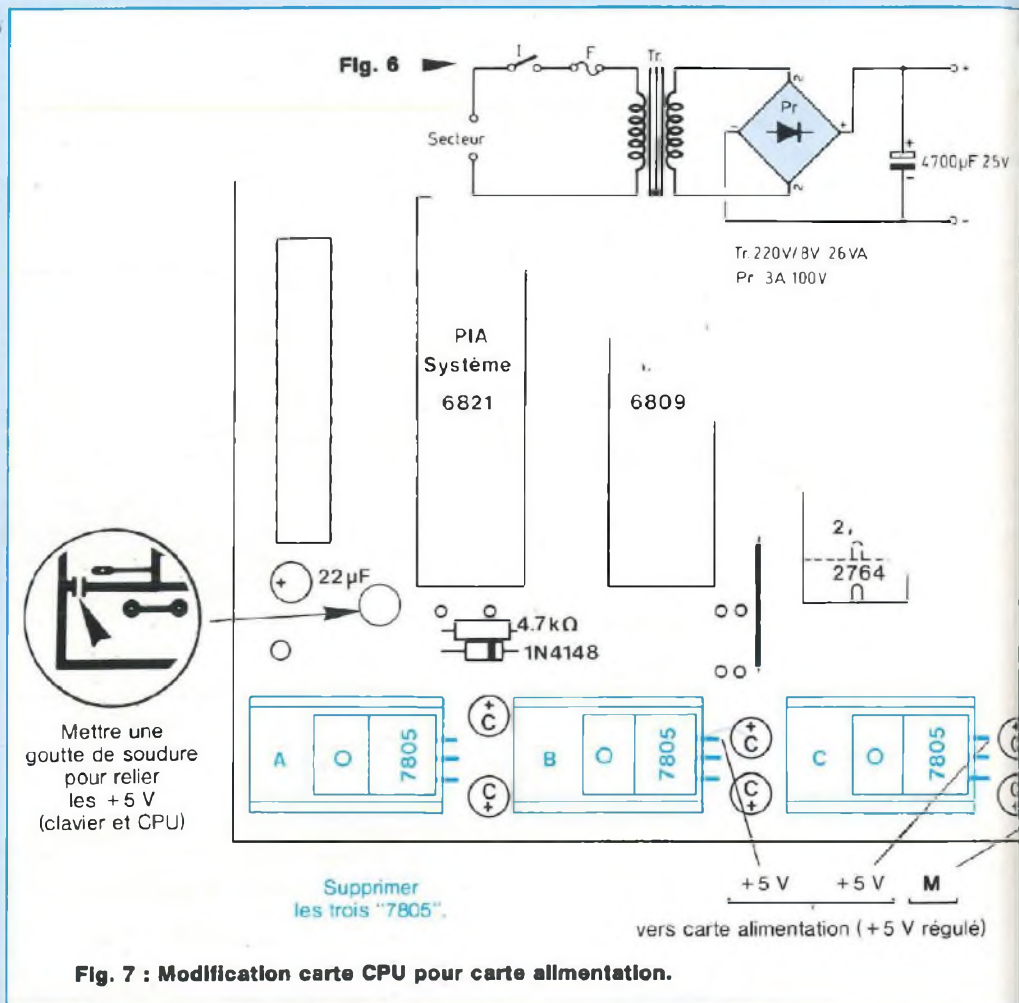 Fig. 6
I
F
Tr.
Secteur
~
Pr
-
+
~
+
4700µF 25V
-
+
-
Tr. 220V/8V 26VA
Pr 3A 100V
PIA
Système
6821
6809
2764
+
22µF
4.7kΩ
1N4148
Mettre une
goutte de soudure
pour relier
les +5 V
(clavier et CPU)
A
O
7805
+
C
C
+
B
O
7805
+
C
C
+
C
O
7805
+
+
Supprimer
les trois "7805".
+5 V
+5 V
M
vers carte alimentation (+5 V régulé)
Fig. 7 : Modification carte CPU pour carte alimentation.